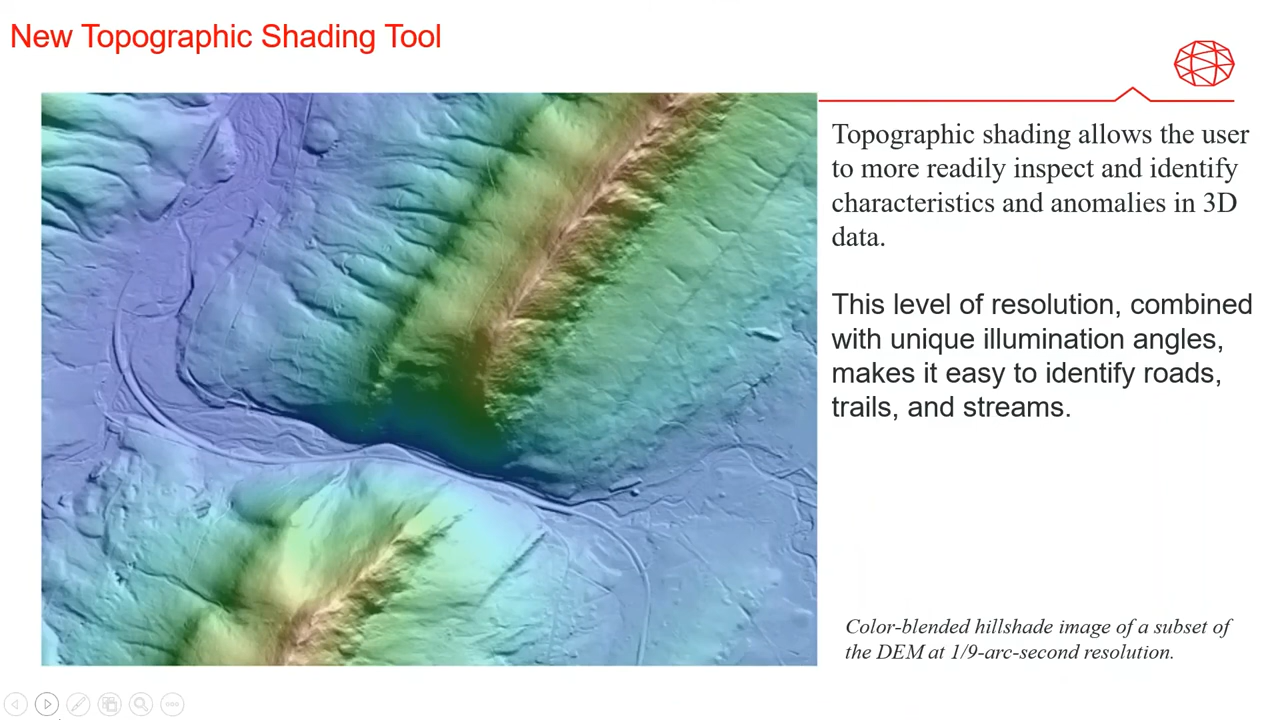 New Topographic Shading Tool
Topographic shading allows the user
to more readily inspect and identify
characteristics and anomalies in 3D
data.
This level of resolution, combined
with unique illumination angles,
makes it easy to identify roads,
trails, and streams.
Color-blended hillshade image of a subset of
the DEM at 1/9-arc-second resolution.